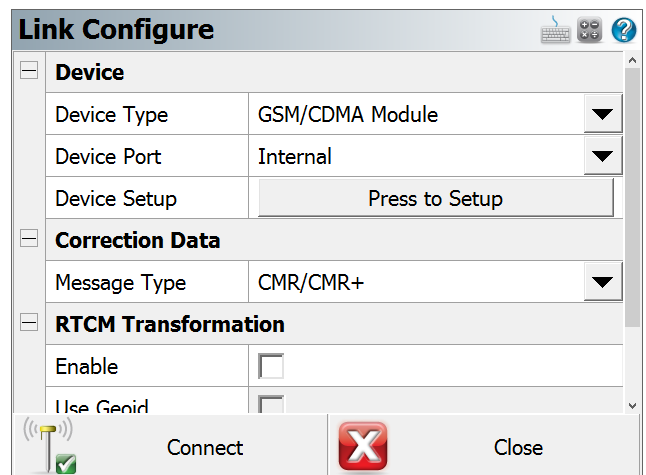 Link Configure
Device
Device Type GSM/CDMA Module
Device Port Internal
Device Setup Press to Setup
Correction Data
Message Type CMR/CMR+
RTCM Transformation
Enable
Use Geoid
Connect Close